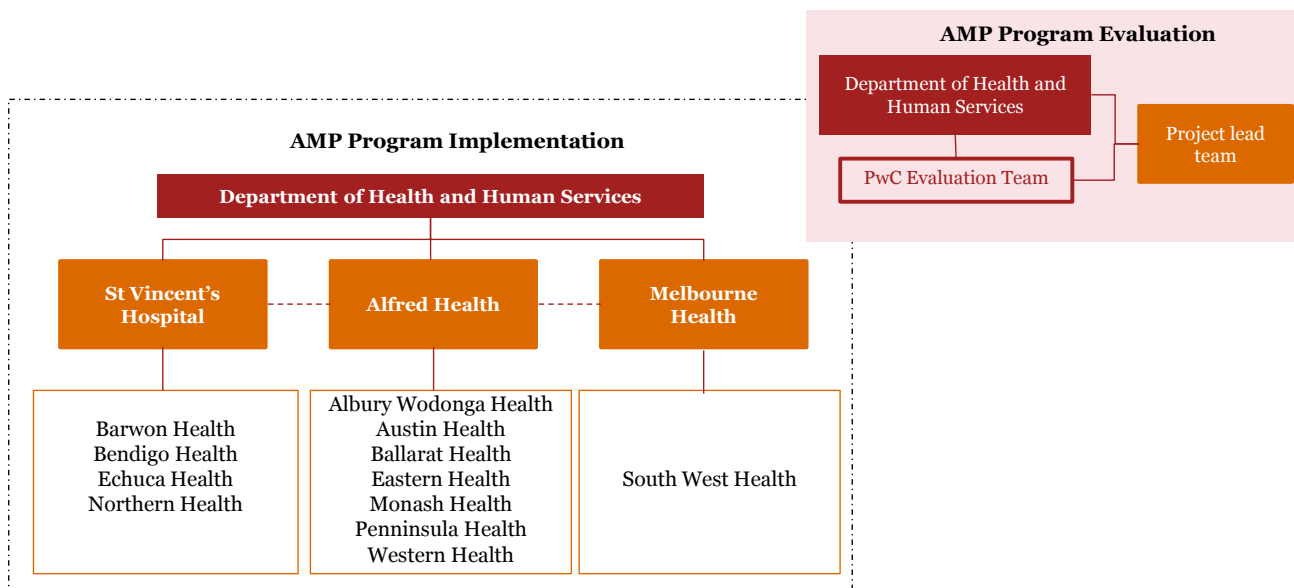 AMP Program Evaluation
Department of Health and
Human Services
Project lead
team
PwC Evaluation Team
AMP Program Implementation
Department of Health and Human Services
St Vincent’s
Hospital
Alfred Health
Melbourne
Health
Barwon Health
Bendigo Health
Echuca Health
Northern Health
Albury Wodonga Health
Austin Health
Ballarat Health
Eastern Health
Monash Health
Penninsula Health
Western Health
South West Health